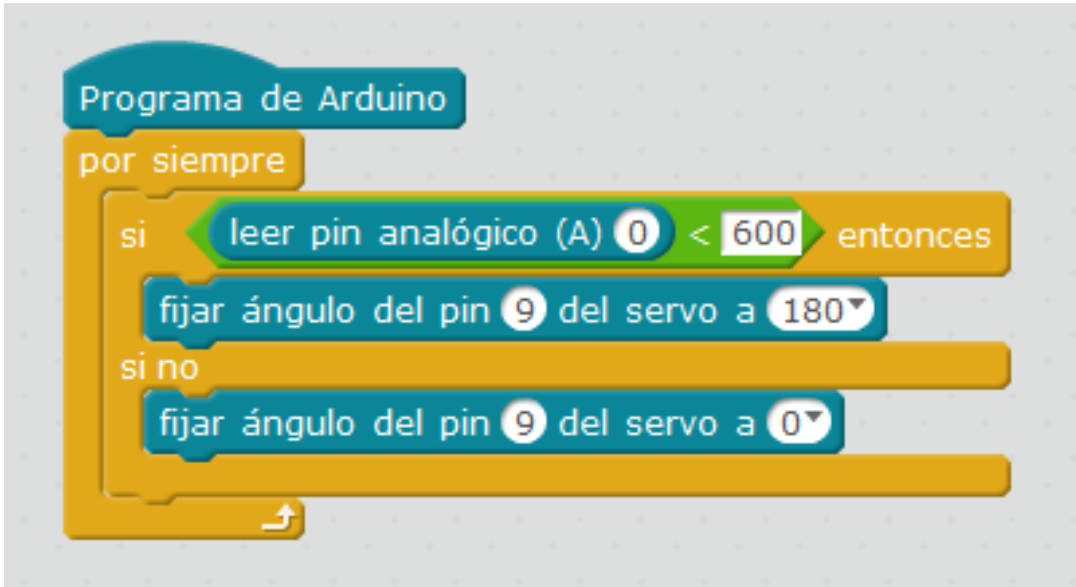 Programa de Arduino
por siempre
si leer pin analógico (A) 0 < 600 entonces
fijar ángulo del pin 9 del servo a 180
si no
fijar ángulo del pin 9 del servo a 0